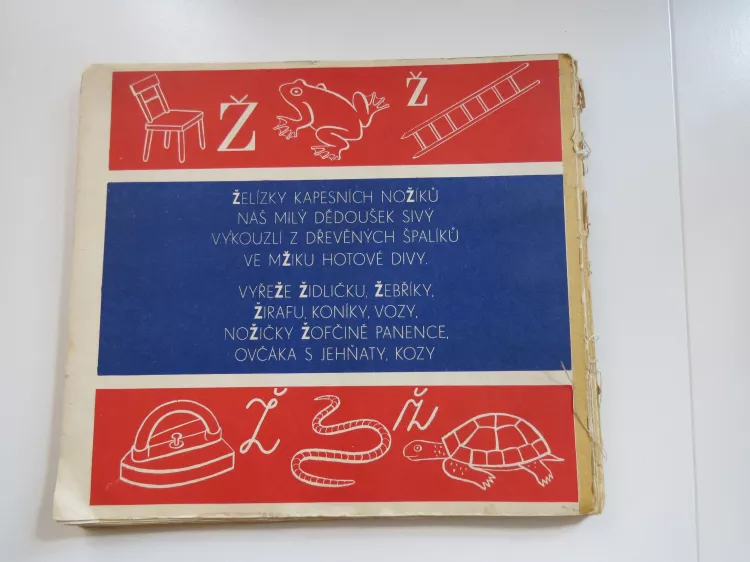 Ž ž
ŽELÍZKY KAPESNÍCH NOŽÍKŮ
NÁŠ MILÝ DĚDOUŠEK SIVÝ
VYKOUZLÍ Z DŘEVĚNÝCH ŠPALÍKŮ
VE MŽIKU HOTOVÉ DIVY.
VYŘEŽE ŽIDLIČKU, ŽEBŘÍKY,
ŽIRAFU, KONÍKY, VOZY,
NOŽIČKY ŽOFČINĚ PANENCE,
OVČÁKA S JEHŇATY, KOZY
Ž ž